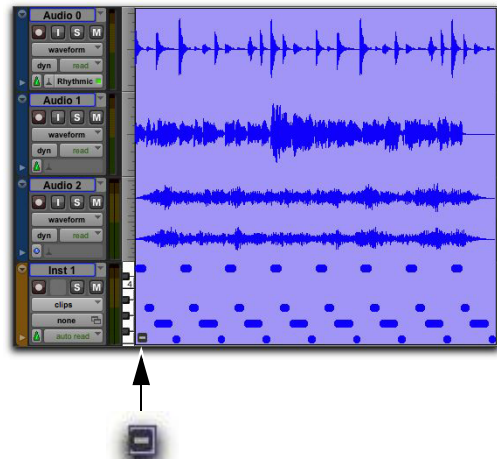 Audio 0
I S M
waveform
dyn read
Rhythmic
Audio 1
I S M
waveform
dyn read
Audio 2
I S M
waveform
dyn read
Inst 1
S M
clips
none
auto read
4